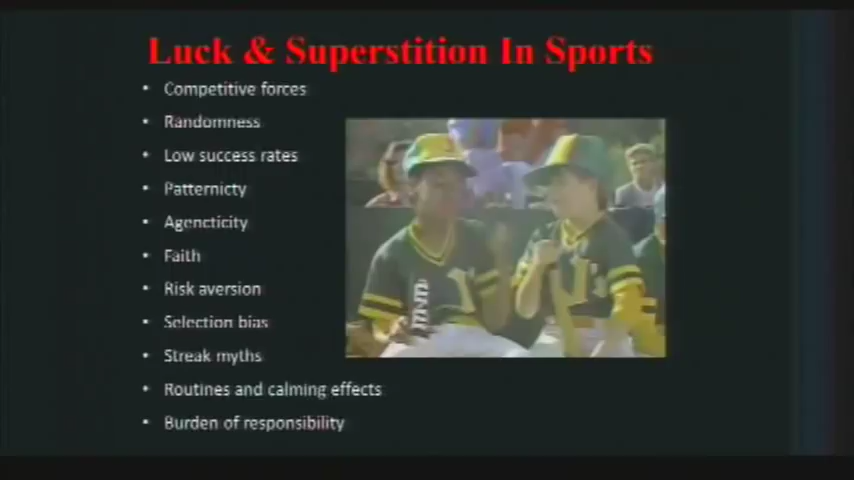 Luck & Superstition In Sports
• Competitive forces
• Randomness
• Low success rates
• Patternicty
• Agencticity
• Faith
• Risk aversion
• Selection bias
• Streak myths
• Routines and calming effects
• Burden of responsibility
m&m